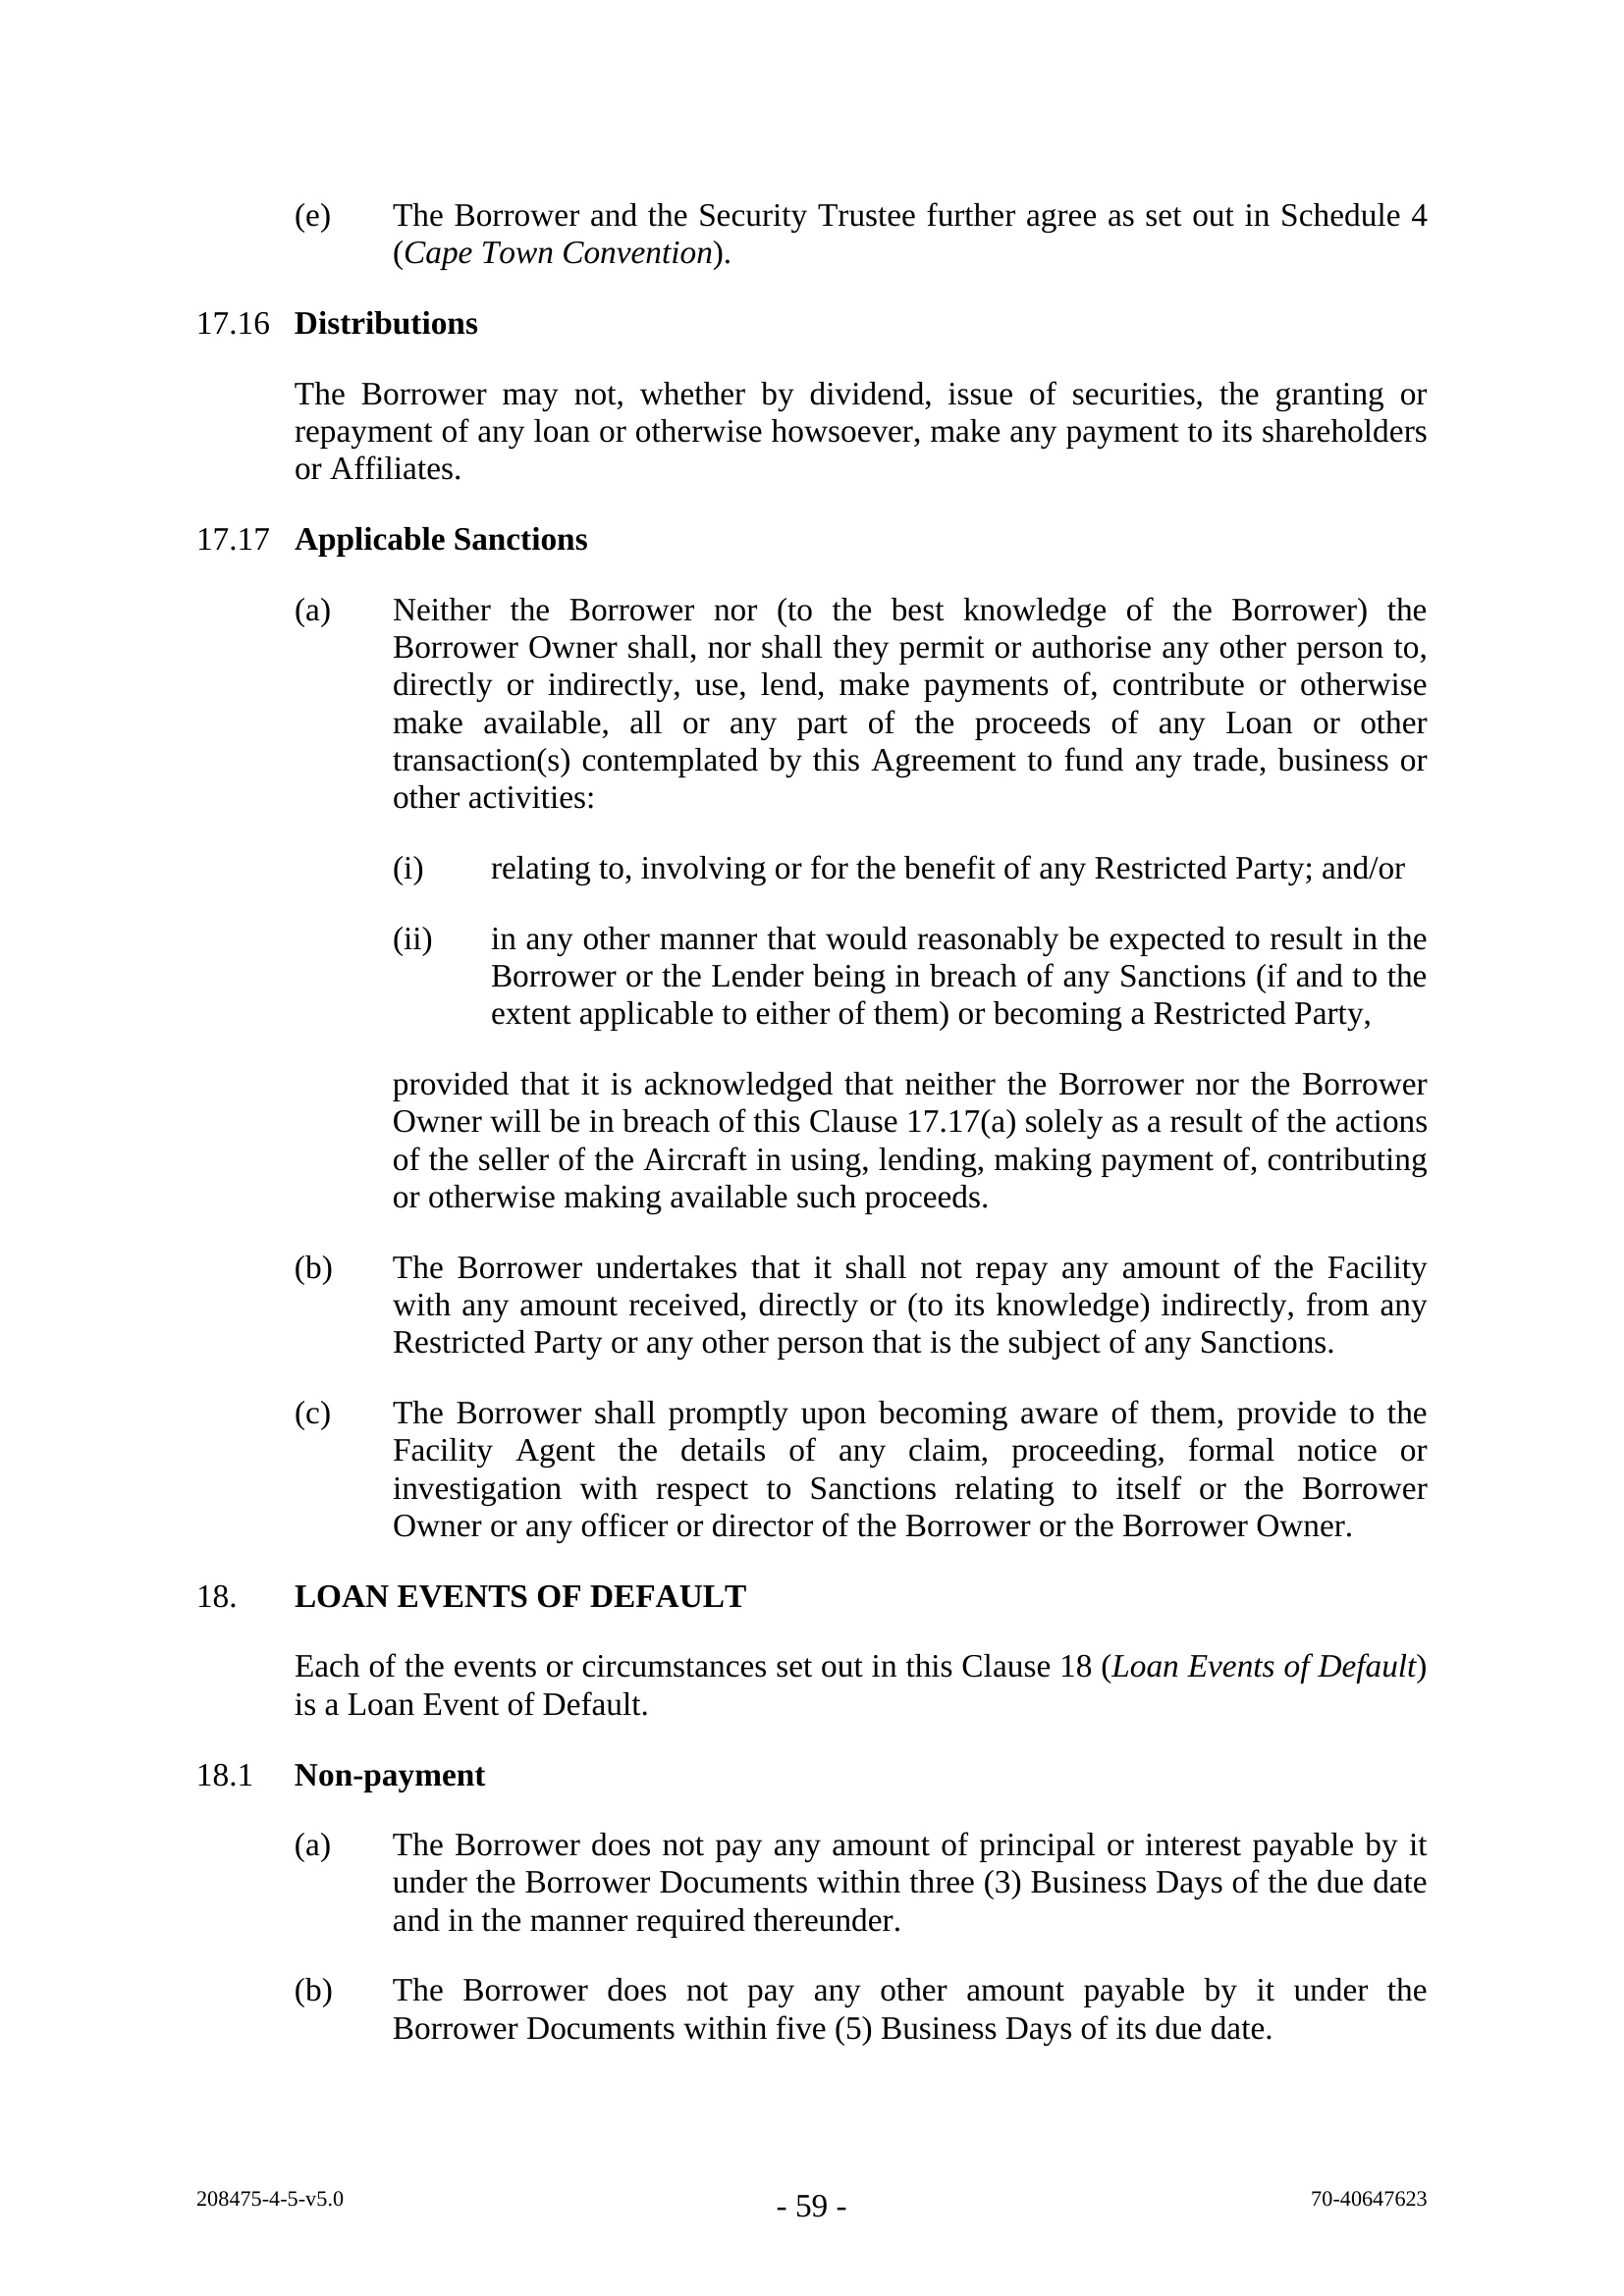 (e) The Borrower and the Security Trustee further agree as set out in Schedule 4
(Cape Town Convention).
17.16 Distributions
The Borrower may not, whether by dividend, issue of securities, the granting or
repayment of any loan or otherwise howsoever, make any payment to its shareholders
or Affiliates.
17.17 Applicable Sanctions
(a) Neither the Borrower nor (to the best knowledge of the Borrower) the
Borrower Owner shall, nor shall they permit or authorise any other person to,
directly or indirectly, use, lend, make payments of, contribute or otherwise
make available, all or any part of the proceeds of any Loan or other
transaction(s) contemplated by this Agreement to fund any trade, business or
other activities:
(i) relating to, involving or for the benefit of any Restricted Party; and/or
(ii) in any other manner that would reasonably be expected to result in the
Borrower or the Lender being in breach of any Sanctions (if and to the
extent applicable to either of them) or becoming a Restricted Party,
provided that it is acknowledged that neither the Borrower nor the Borrower
Owner will be in breach of this Clause 17.17(a) solely as a result of the actions
of the seller of the Aircraft in using, lending, making payment of, contributing
or otherwise making available such proceeds.
(b) The Borrower undertakes that it shall not repay any amount of the Facility
with any amount received, directly or (to its knowledge) indirectly, from any
Restricted Party or any other person that is the subject of any Sanctions.
(c) The Borrower shall promptly upon becoming aware of them, provide to the
Facility Agent the details of any claim, proceeding, formal notice or
investigation with respect to Sanctions relating to itself or the Borrower
Owner or any officer or director of the Borrower or the Borrower Owner.
18. LOAN EVENTS OF DEFAULT
Each of the events or circumstances set out in this Clause 18 (Loan Events of Default)
is a Loan Event of Default.
18.1 Non-payment
(a) The Borrower does not pay any amount of principal or interest payable by it
under the Borrower Documents within three (3) Business Days of the due date
and in the manner required thereunder.
(b) The Borrower does not pay any other amount payable by it under the
Borrower Documents within five (5) Business Days of its due date.
208475-4-5-v5.0 - 59 - 70-40647623